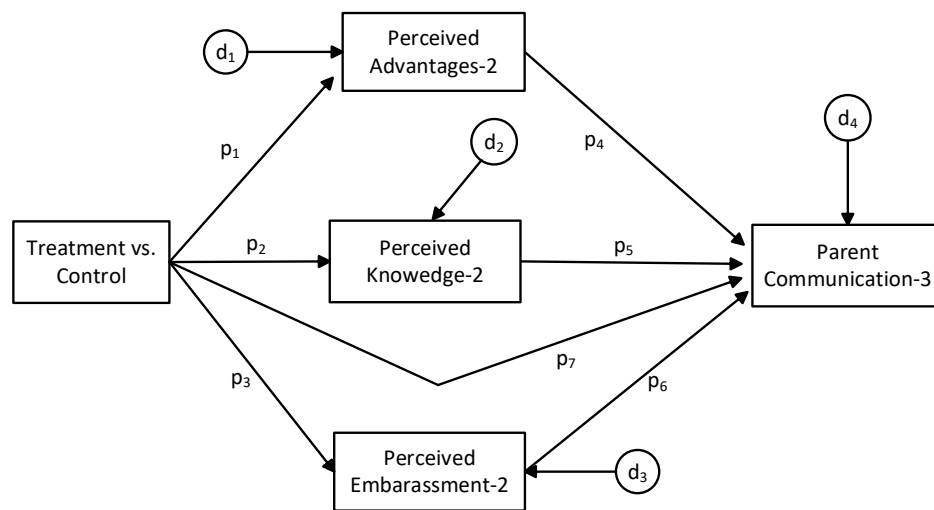 Perceived
Advantages-2
d₁
d₄
d₂
p₁
p₄
Treatment vs.
Control
p₂
Perceived
Knowedge-2
p₅
Parent
Communication-3
p₃
p₇
p₆
Perceived
Embarassment-2
d₃